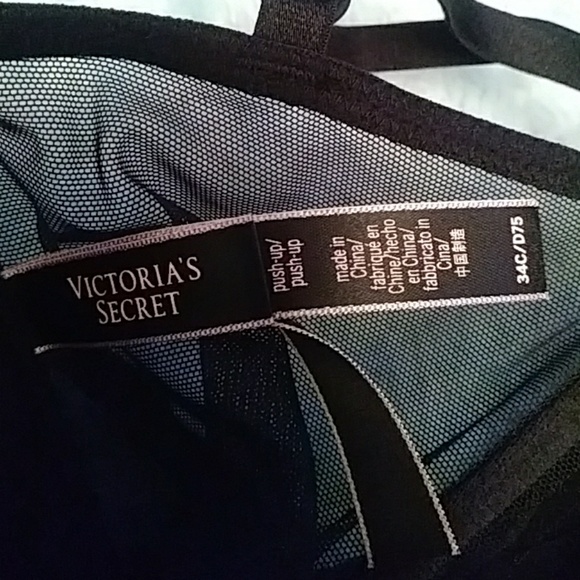 VICTORIA'S
SECRET
push-up/
push-up
made in
China/
fabriqué en
Chine/hecho
en China/
fabbricato in
Cina/
中国制造
34C/D75